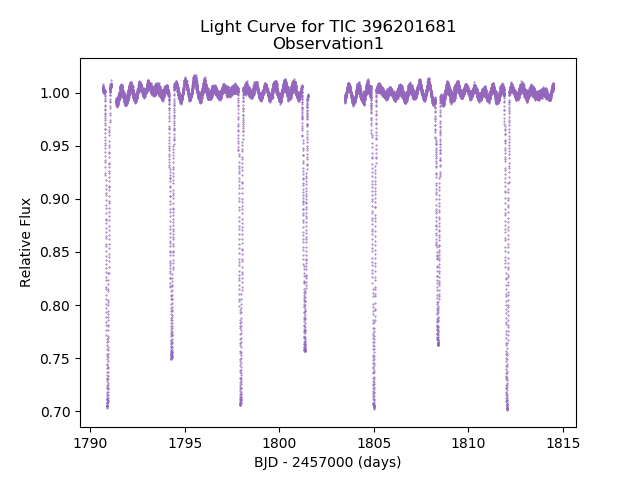 Light Curve for TIC 396201681
Observation1
1.00
0.95
0.90
0.85
0.80
0.75
0.70
Relative Flux
1790 1795 1800 1805 1810 1815
BJD - 2457000 (days)